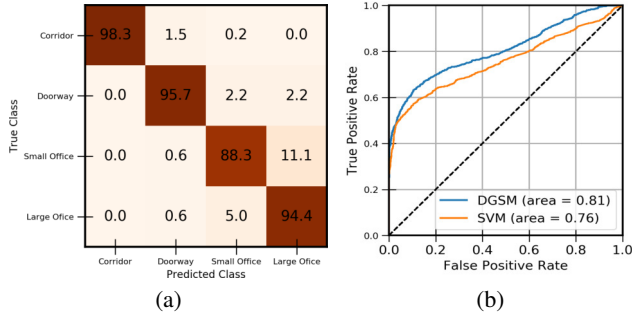 True Class
Corridor 98.3 1.5 0.2 0.0
Doorway 0.0 95.7 2.2 2.2
Small Office 0.0 0.6 88.3 11.1
Large Ofice 0.0 0.6 5.0 94.4
Corridor Doorway Small Office Large Ofice
Predicted Class
(a)
True Positive Rate
1.0
0.8
0.6
0.4
0.2
0.0
DGSM (area = 0.81)
SVM (area = 0.76)
0.0 0.2 0.4 0.6 0.8 1.0
False Positive Rate
(b)